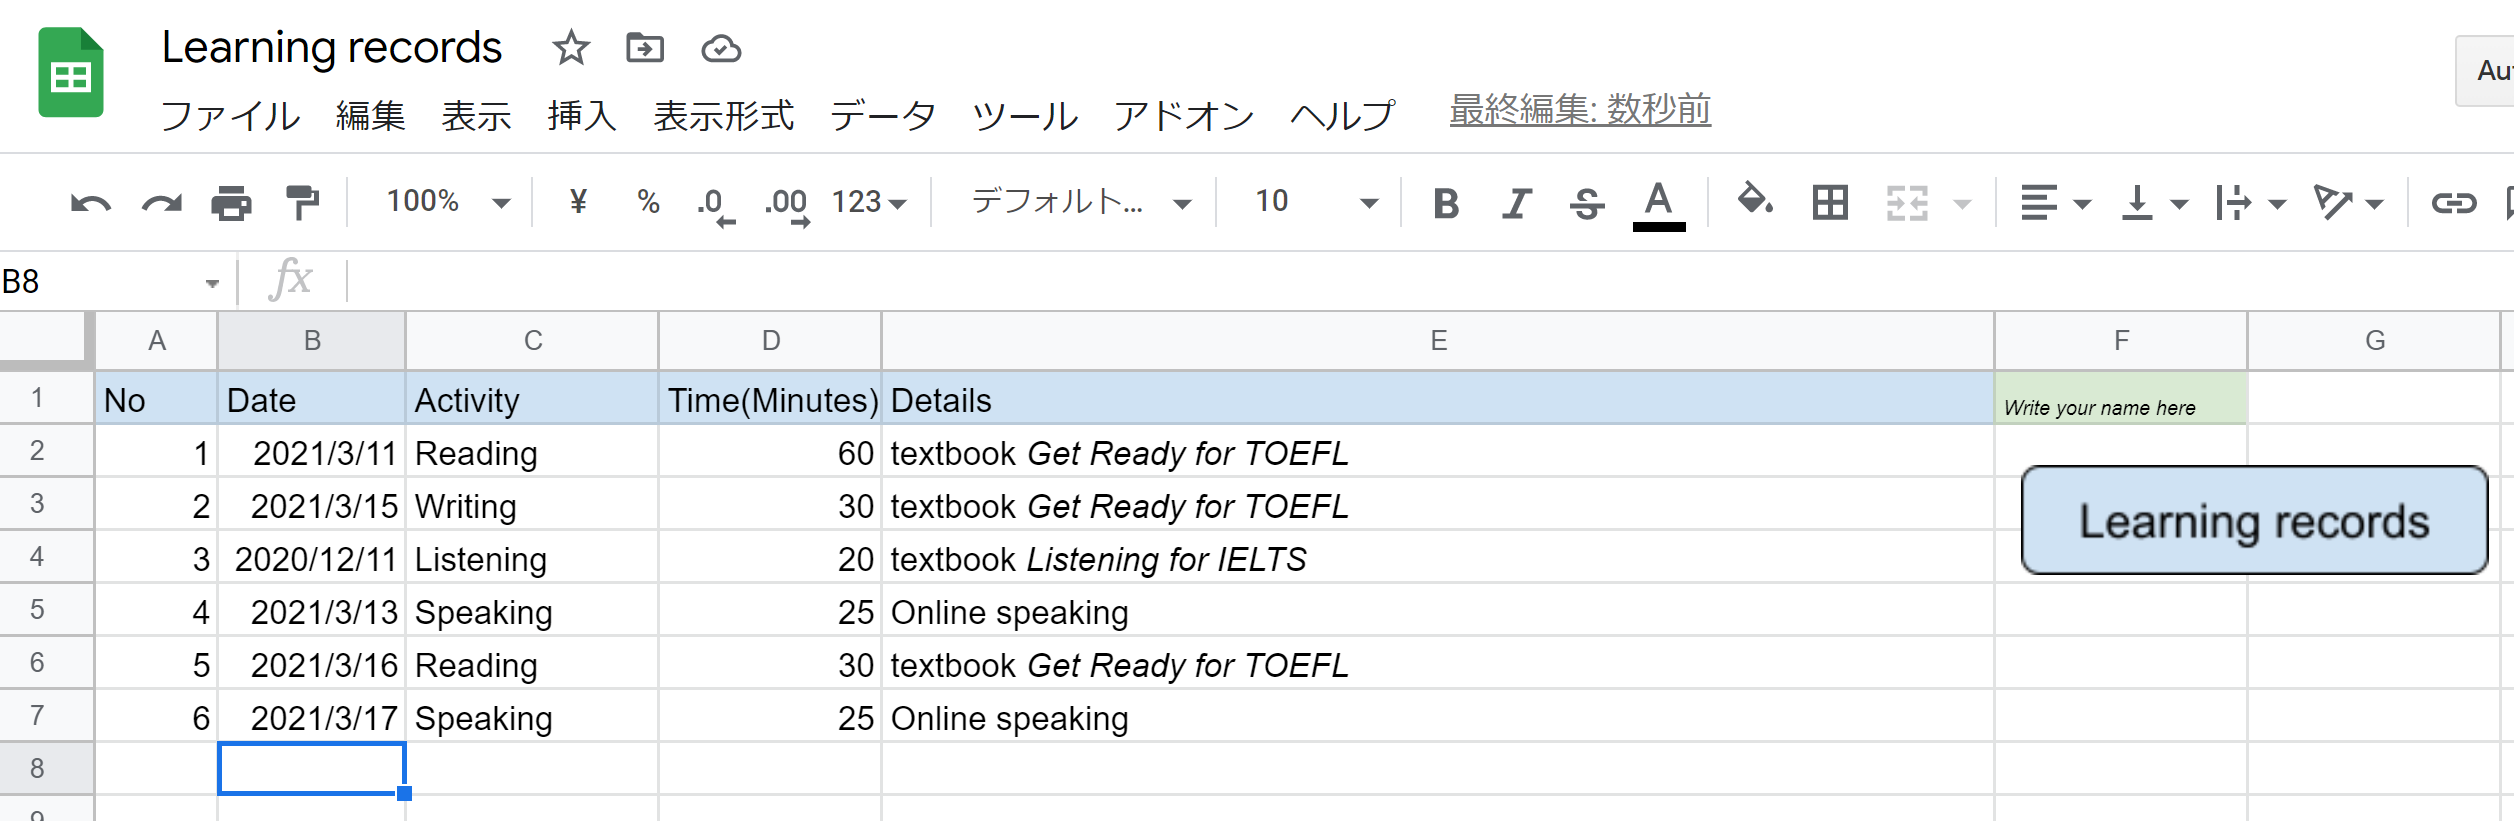 Learning records
ファイル 編集 表示 挿入 表示形式 データ ツール アドオン ヘルプ 最終編集: 数秒前
100% ¥ % .0 .00 123 デフォルト... 10 B I S A
B8 fx
A B C D E F G
1 No Date Activity Time(Minutes) Details Write your name here
2 1 2021/3/11 Reading 60 textbook Get Ready for TOEFL
3 2 2021/3/15 Writing 30 textbook Get Ready for TOEFL
Learning records
4 3 2020/12/11 Listening 20 textbook Listening for IELTS
5 4 2021/3/13 Speaking 25 Online speaking
6 5 2021/3/16 Reading 30 textbook Get Ready for TOEFL
7 6 2021/3/17 Speaking 25 Online speaking
8